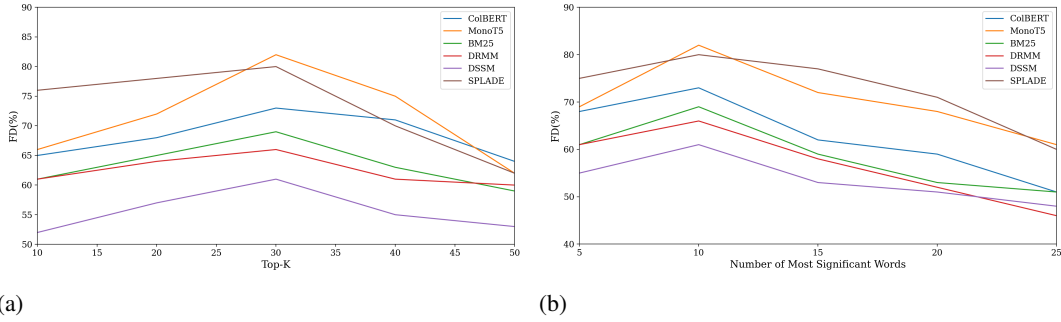 90
85
80
75
70
65
60
55
50
FD(%)
10 15 20 25 30 35 40 45 50
Top-K
ColBERT
MonoT5
BM25
DRMM
DSSM
SPLADE
(a)
90
80
70
60
50
40
FD(%)
5 10 15 20 25
Number of Most Significant Words
ColBERT
MonoT5
BM25
DRMM
DSSM
SPLADE
(b)